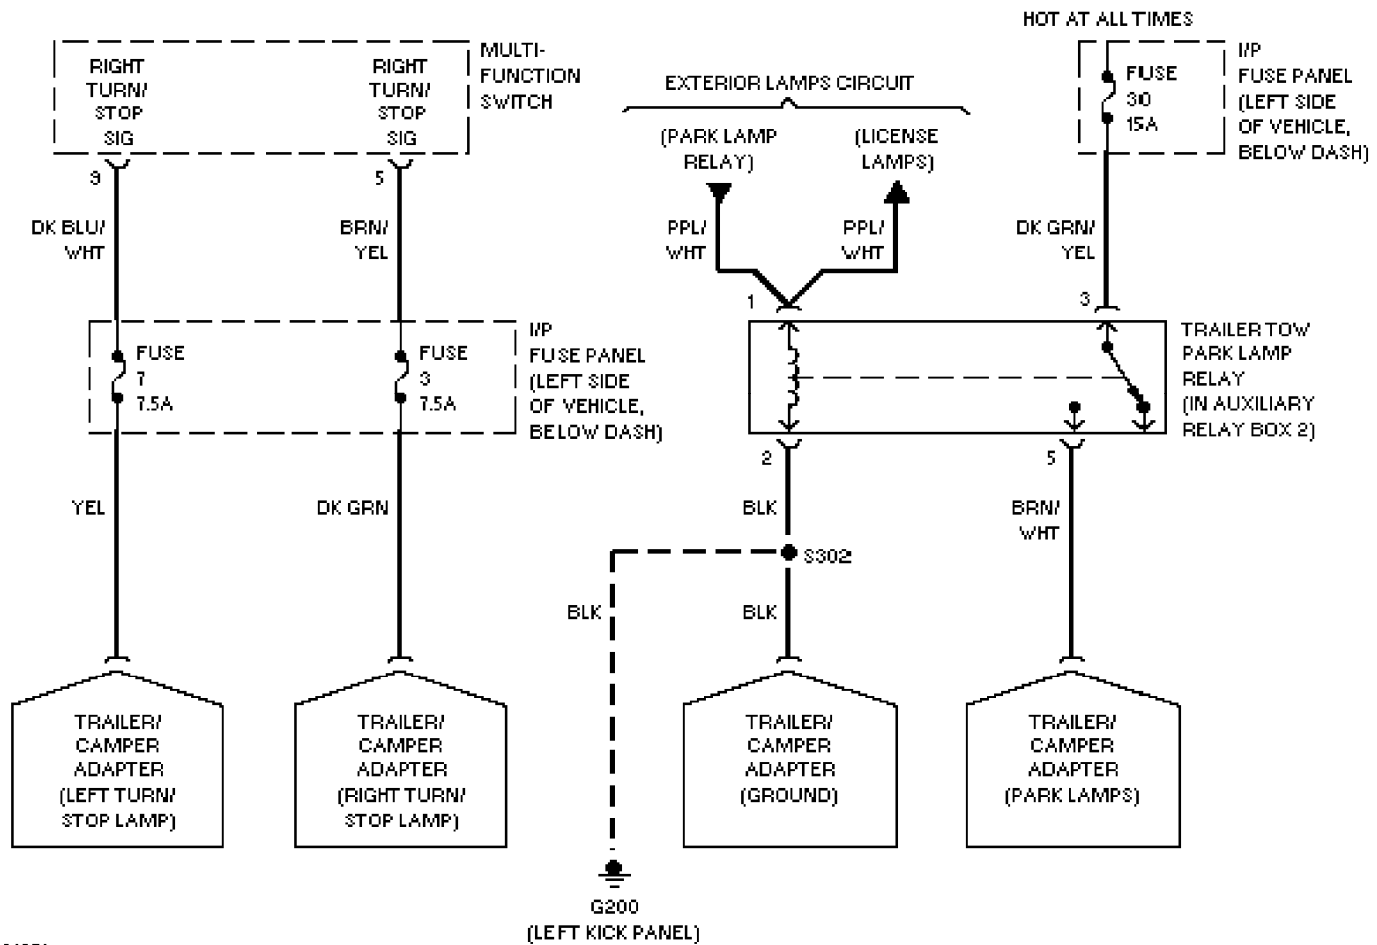 HOT AT ALL TIMES
RIGHT
TURN/
STOP
SIG
RIGHT
TURN/
STOP
SIG
MULTI-
FUNCTION
SWITCH
EXTERIOR LAMPS CIRCUIT
(PARK LAMP
RELAY)
(LICENSE
LAMPS)
FUSE
30
15A
I/P
FUSE PANEL
(LEFT SIDE
OF VEHICLE,
BELOW DASH)
9
5
DK BLU/
WHT
BRN/
YEL
PPL/
WHT
PPL/
WHT
DK GRN/
YEL
1
3
FUSE
7
7.5A
FUSE
3
7.5A
I/P
FUSE PANEL
(LEFT SIDE
OF VEHICLE,
BELOW DASH)
TRAILER TOW
PARK LAMP
RELAY
(IN AUXILIARY
RELAY BOX 2)
2
5
YEL
DK GRN
BLK
BRN/
WHT
S302
BLK
BLK
TRAILER/
CAMPER
ADAPTER
(LEFT TURN/
STOP LAMP)
TRAILER/
CAMPER
ADAPTER
(RIGHT TURN/
STOP LAMP)
TRAILER/
CAMPER
ADAPTER
(GROUND)
TRAILER/
CAMPER
ADAPTER
(PARK LAMPS)
G200
(LEFT KICK PANEL)